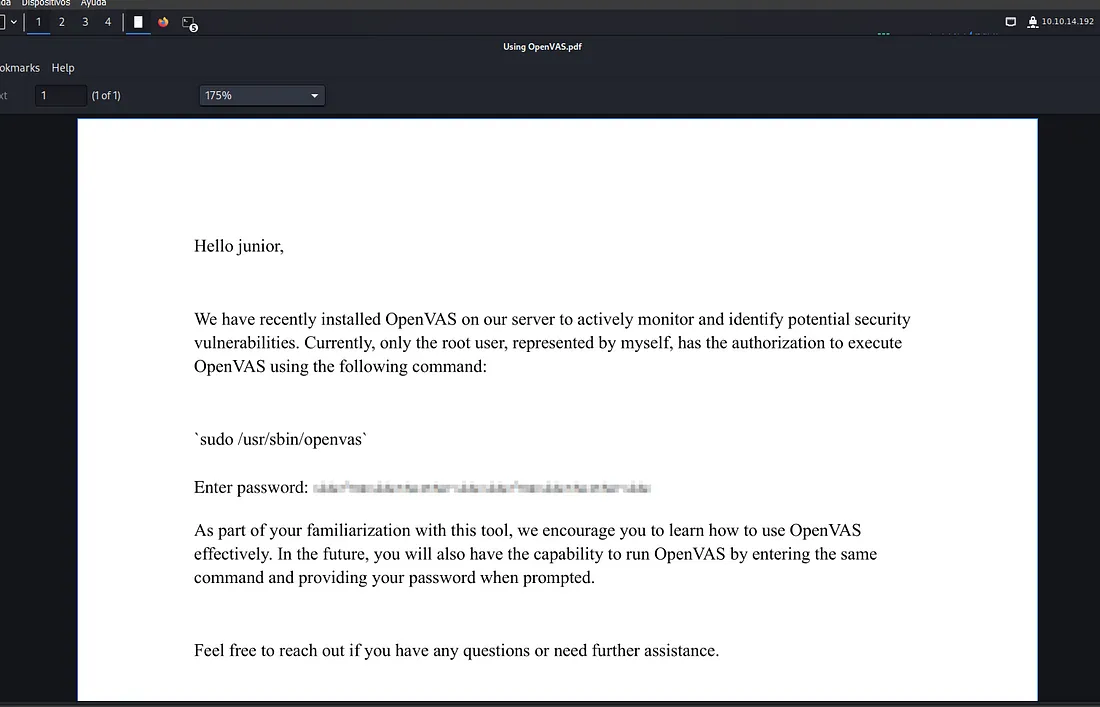 Dispositivos Ayuda
1 2 3 4 5 10.10.14.192
Using OpenVAS.pdf
okmarks Help
xt 1 (1 of 1) 175%
Hello junior,
We have recently installed OpenVAS on our server to actively monitor and identify potential security
vulnerabilities. Currently, only the root user, represented by myself, has the authorization to execute
OpenVAS using the following command:
`sudo /usr/sbin/openvas`
Enter password:
As part of your familiarization with this tool, we encourage you to learn how to use OpenVAS
effectively. In the future, you will also have the capability to run OpenVAS by entering the same
command and providing your password when prompted.
Feel free to reach out if you have any questions or need further assistance.